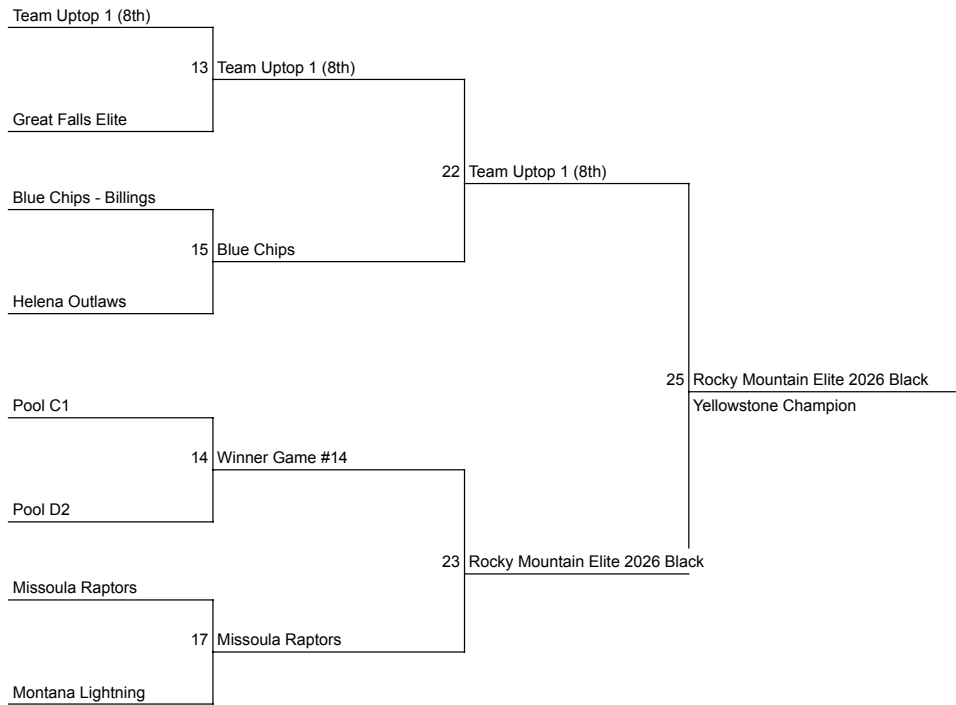 Team Uptop 1 (8th)
13 Team Uptop 1 (8th)
Great Falls Elite
22 Team Uptop 1 (8th)
Blue Chips - Billings
15 Blue Chips
Helena Outlaws
25 Rocky Mountain Elite 2026 Black
Yellowstone Champion
Pool C1
14 Winner Game #14
Pool D2
23 Rocky Mountain Elite 2026 Black
Missoula Raptors
17 Missoula Raptors
Montana Lightning